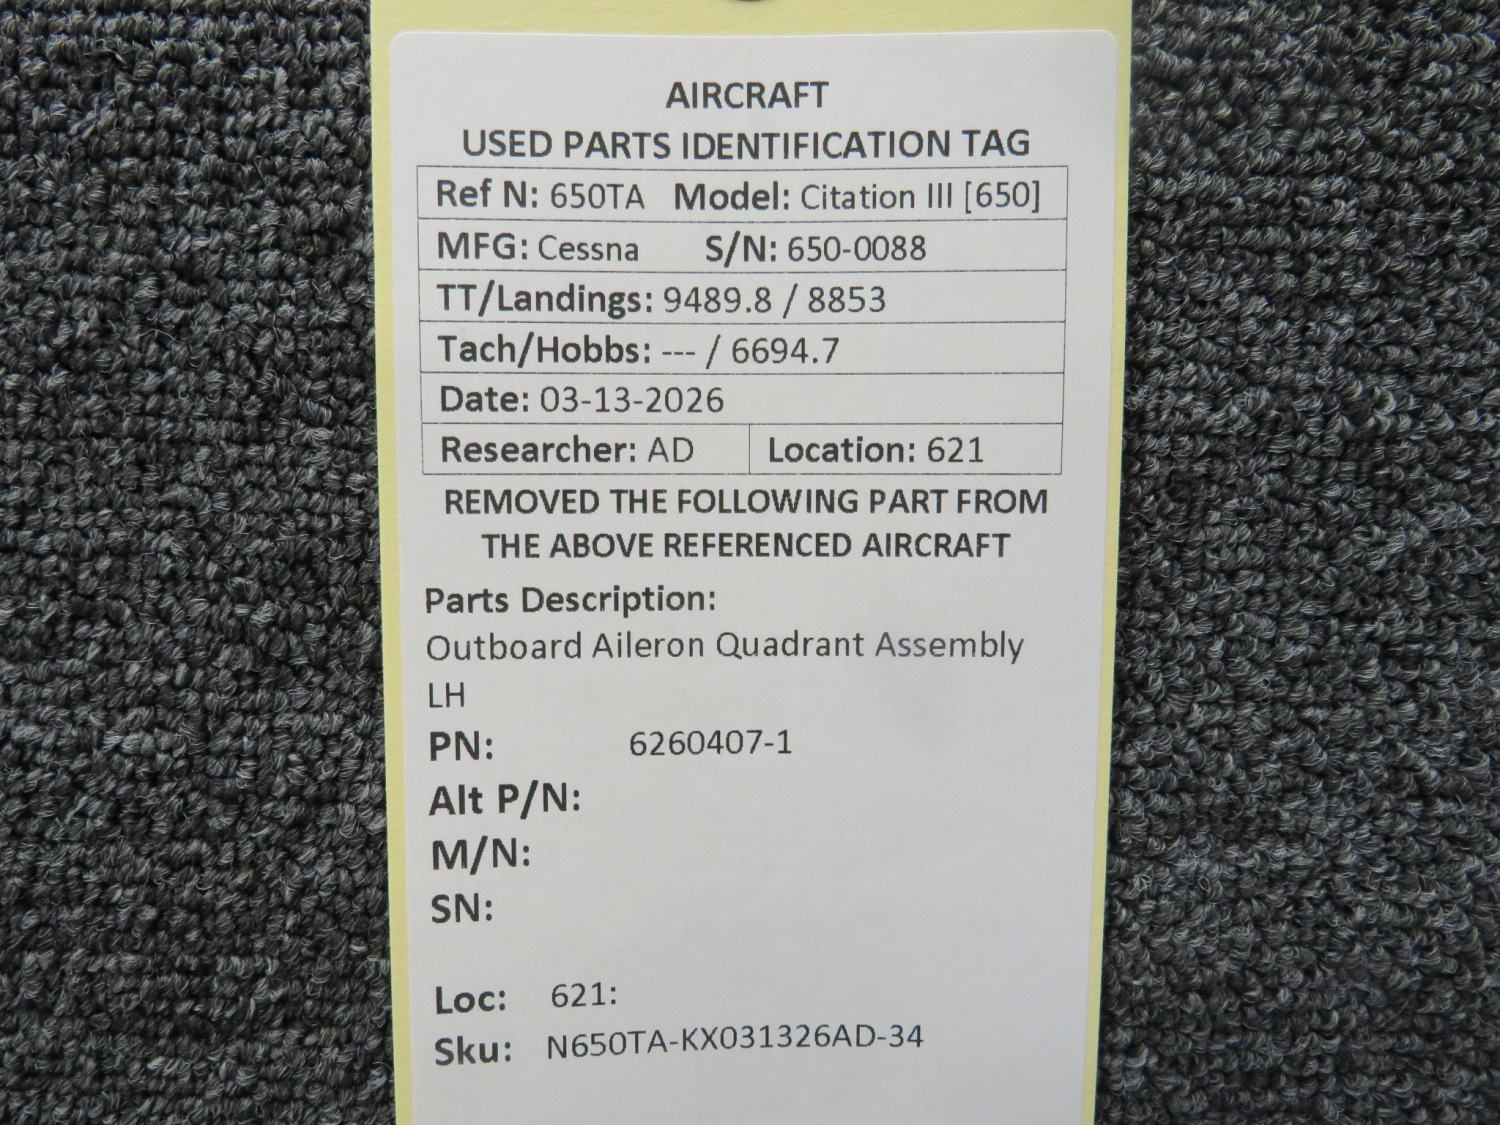 AIRCRAFT
USED PARTS IDENTIFICATION TAG
Ref N: 650TA Model: Citation III [650]
MFG: Cessna S/N: 650-0088
TT/Landings: 9489.8 / 8853
Tach/Hobbs: --- / 6694.7
Date: 03-13-2026
Researcher: AD Location: 621
REMOVED THE FOLLOWING PART FROM
THE ABOVE REFERENCED AIRCRAFT
Parts Description:
Outboard Aileron Quadrant Assembly
LH
PN: 6260407-1
Alt P/N:
M/N:
SN:
Loc: 621:
Sku: N650TA-KX031326AD-34